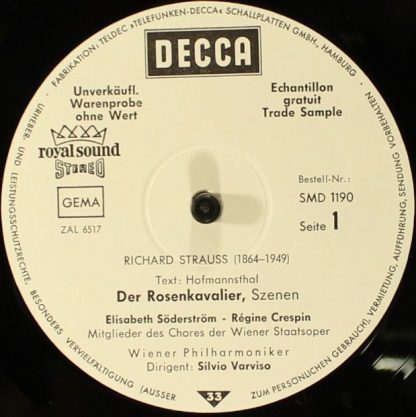 FABRIKATION: TELDEC »TELEFUNKEN-DECCA« SCHALLPLATTEN GMBH., HAMBURG ·
URHEBER- UND LEISTUNGSSCHUTZRECHTE, BESONDERS VERVIELFÄLTIGUNG (AUSSER
ZUM PERSÖNLICHEN GEBRAUCH), VERMIETUNG, AUFFÜHRUNG, SENDUNG VORBEHALTEN ·
DECCA
Unverkäufl.
Warenprobe
ohne Wert
Echantillon
gratuit
Trade Sample
royal sound
STEREO
GEMA
ZAL 6517
Bestell-Nr.:
SMD 1190
Seite 1
RICHARD STRAUSS (1864–1949)
Text: Hofmannsthal
Der Rosenkavalier, Szenen
Elisabeth Söderström - Régine Crespin
Mitglieder des Chores der Wiener Staatsoper
Wiener Philharmoniker
Dirigent: Silvio Varviso
33